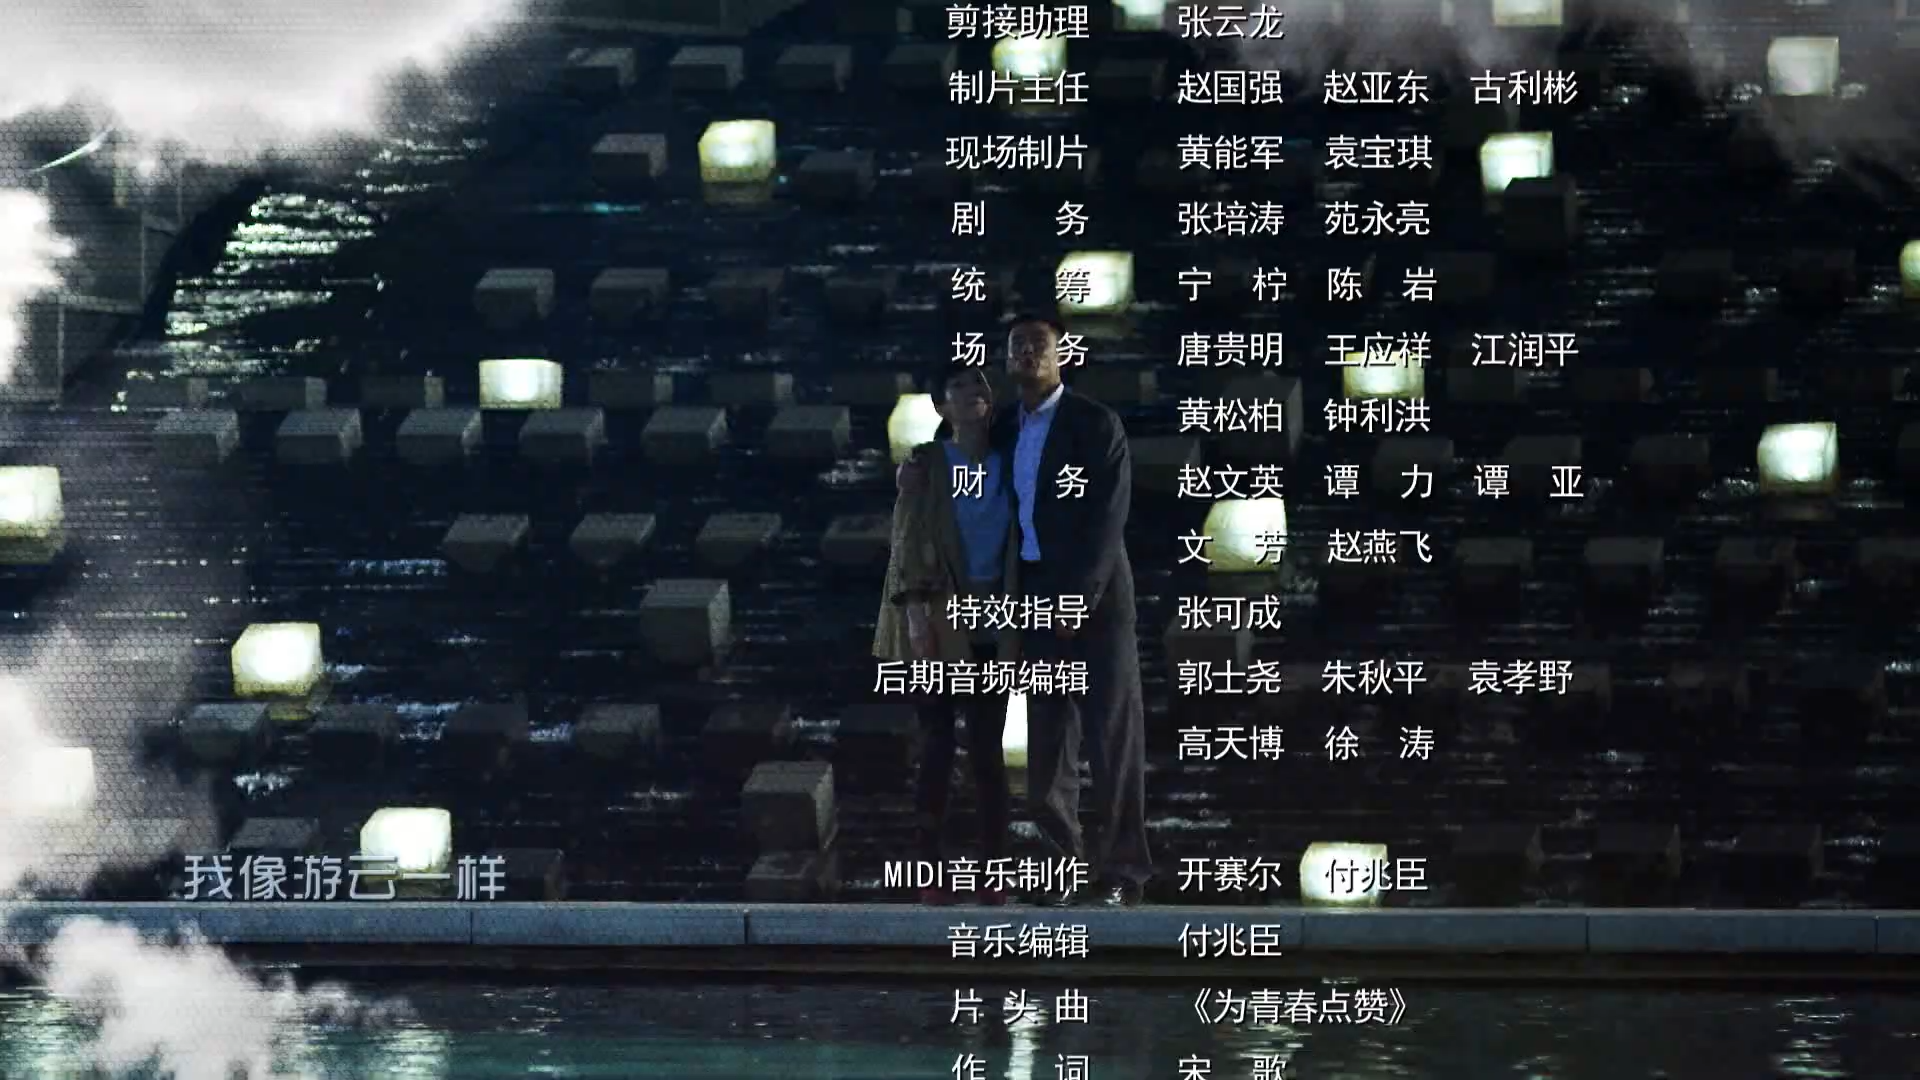 剪接助理 张云龙
制片主任 赵国强 赵亚东 古利彬
现场制片 黄能军 袁宝琪
剧务 张培涛 苑永亮
统筹 宁柠 陈岩
场务 唐贵明 王应祥 江润平
黄松柏 钟利洪
财务 赵文英 谭力 谭亚
文芳 赵燕飞
特效指导 张可成
后期音频编辑 郭士尧 朱秋平 袁孝野
高天博 徐涛
我像游云一样
MIDI音乐制作 开赛尔 付兆臣
音乐编辑 付兆臣
片头曲 《为青春点赞》
作词 宋歌